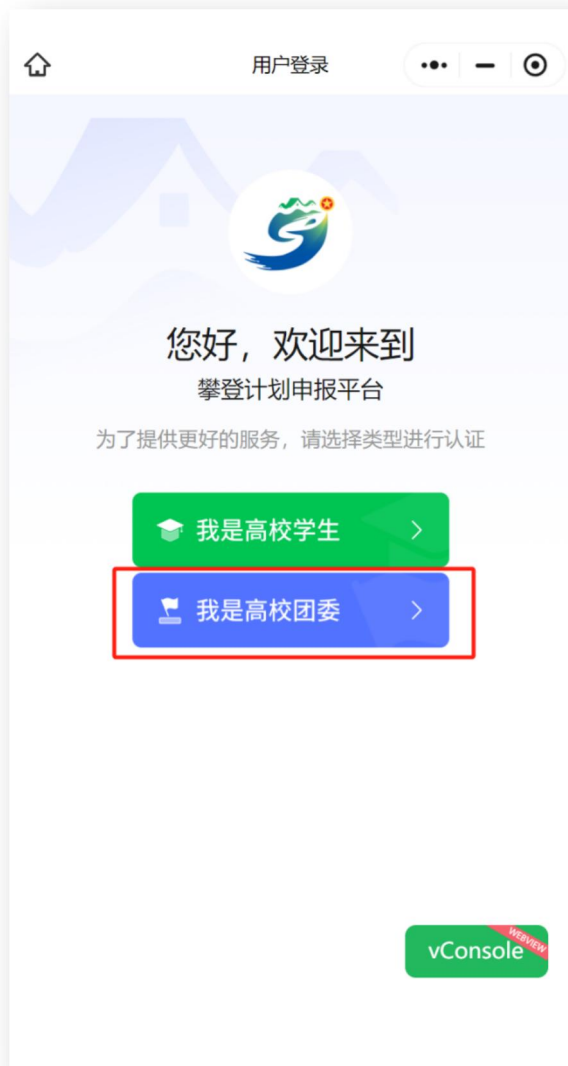 用户登录
您好，欢迎来到
攀登计划申报平台
为了提供更好的服务，请选择类型进行认证
我是高校学生
我是高校团委
WEBVIEW
vConsole